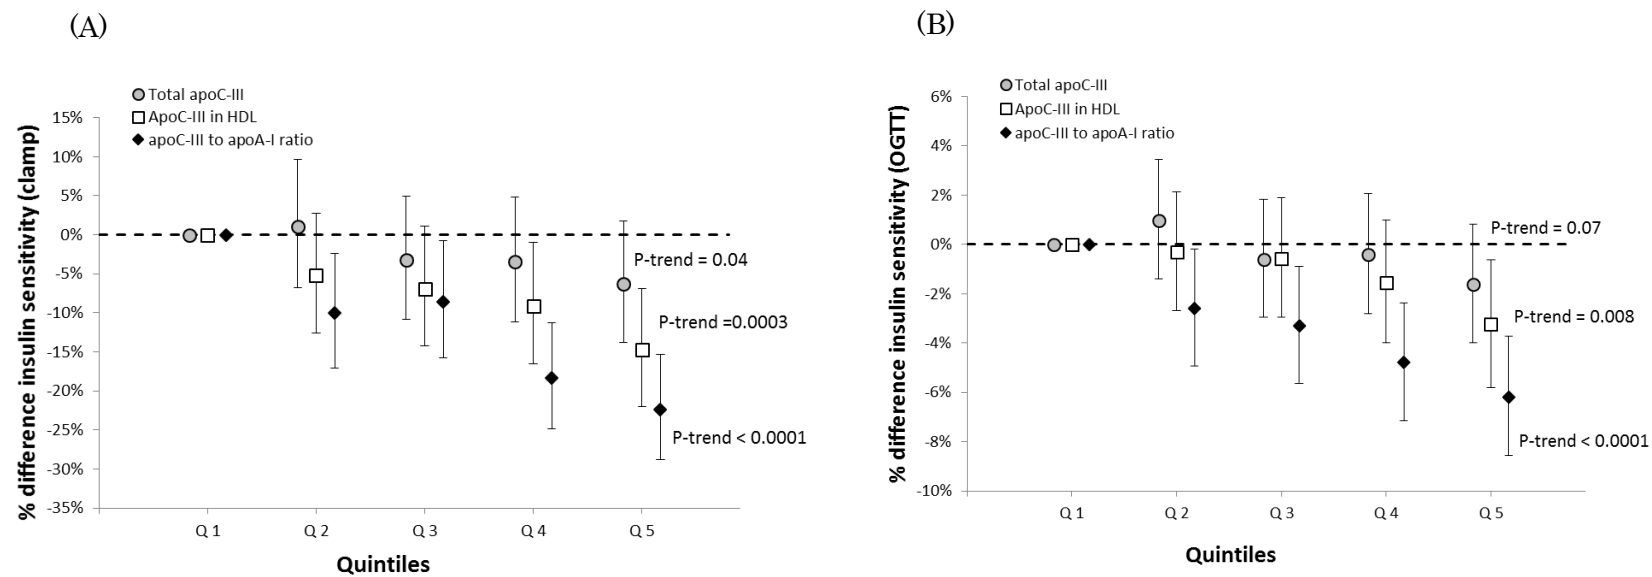 (A)
Total apoC-III
ApoC-III in HDL
apoC-III to apoA-I ratio
% difference insulin sensitivity (clamp)
15%
10%
5%
0%
-5%
-10%
-15%
-20%
-25%
-30%
-35%
P-trend = 0.04
P-trend =0.0003
P-trend < 0.0001
Q 1 Q 2 Q 3 Q 4 Q 5
Quintiles
(B)
Total apoC-III
ApoC-III in HDL
apoC-III to apoA-I ratio
% difference insulin sensitivity (OGTT)
6%
4%
2%
0%
-2%
-4%
-6%
-8%
-10%
P-trend = 0.07
P-trend = 0.008
P-trend < 0.0001
Q 1 Q 2 Q 3 Q 4 Q 5
Quintiles